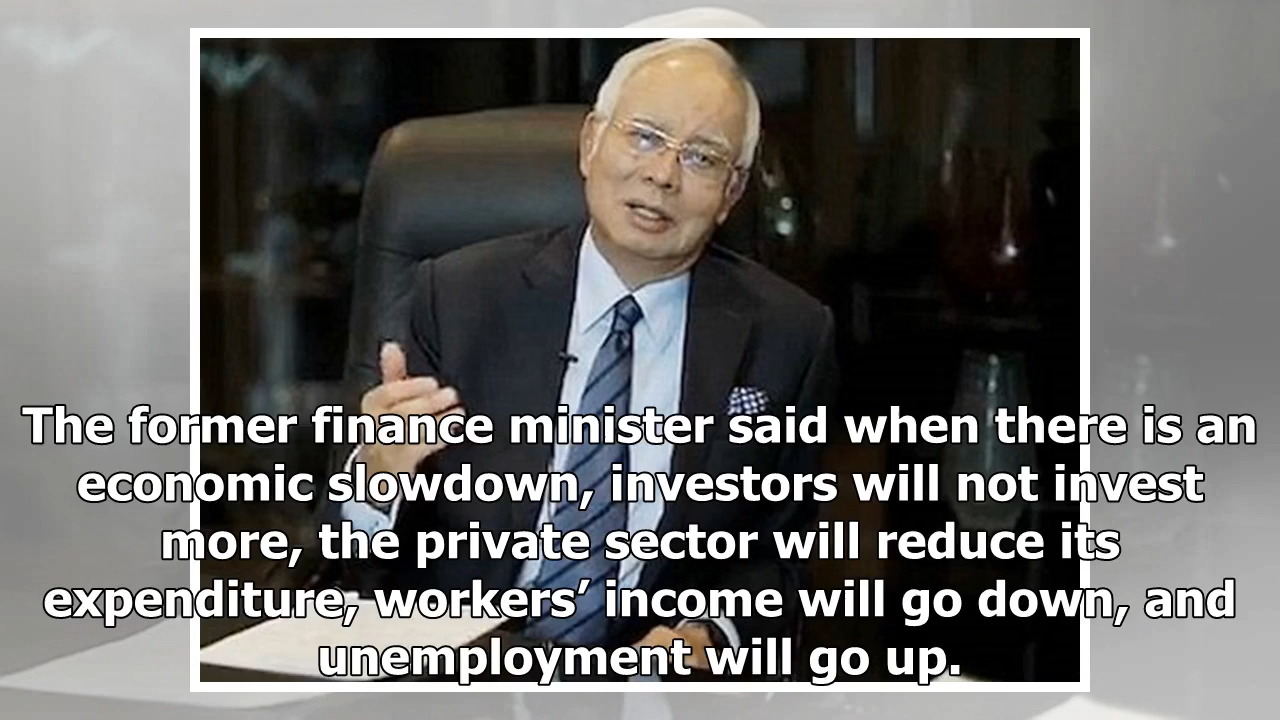 The former finance minister said when there is an
economic slowdown, investors will not invest
more, the private sector will reduce its
expenditure, workers’ income will go down, and
unemployment will go up.